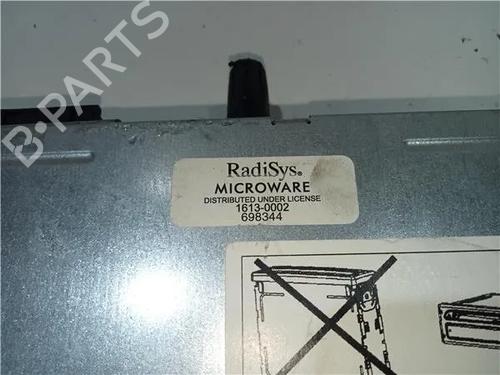 B-PARTS
RadiSys®
MICROWARE
DISTRIBUTED UNDER LICENSE
1613-0002
698344